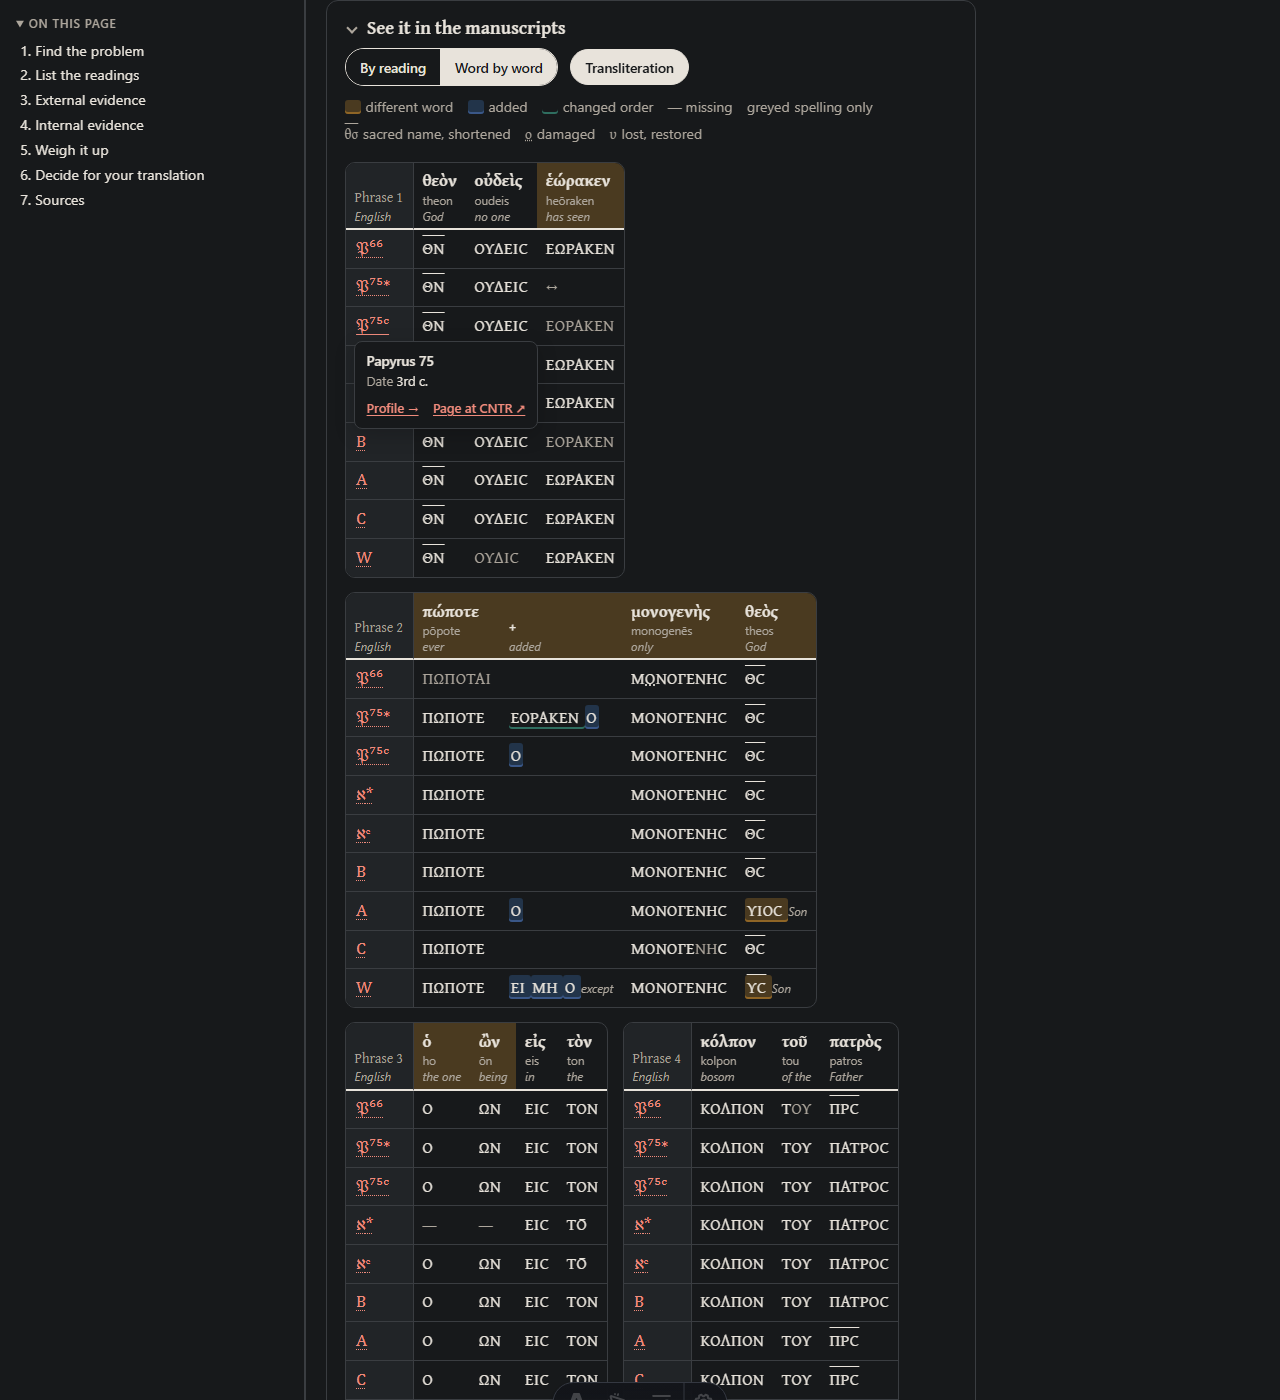 ▾ ON THIS PAGE
1. Find the problem
2. List the readings
3. External evidence
4. Internal evidence
5. Weigh it up
6. Decide for your translation
7. Sources
See it in the manuscripts
By reading Word by word Transliteration
different word added changed order — missing greyed spelling only
θσ sacred name, shortened ο damaged υ lost, restored
Phrase 1 θεὸν οὐδεὶς ἑώρακεν
theon oudeis heōraken
English God no one has seen
𝔓⁶⁶ ΘΝ ΟΥΔΕΙϹ ΕΩΡΑΚΕΝ
𝔓⁷⁵* ΘΝ ΟΥΔΕΙϹ ↔
𝔓⁷⁵ᶜ ΘΝ ΟΥΔΕΙϹ ΕΟΡΑΚΕΝ
Papyrus 75
Date 3rd c.
Profile → Page at CNTR ↗
ΕΩΡΑΚΕΝ
ΕΩΡΑΚΕΝ
B ΘΝ ΟΥΔΕΙϹ ΕΟΡΑΚΕΝ
A ΘΝ ΟΥΔΕΙϹ ΕΩΡΑΚΕΝ
C ΘΝ ΟΥΔΕΙϹ ΕΩΡΑΚΕΝ
W ΘΝ ΟΥΔΙϹ ΕΩΡΑΚΕΝ
Phrase 2 πώποτε + μονογενὴς θεὸς
pōpote monogenēs theos
English ever added only God
𝔓⁶⁶ ΠΩΠΟΤΑΙ ΜΟΝΟΓΕΝΗϹ ΘϹ
𝔓⁷⁵* ΠΩΠΟΤΕ ΕΟΡΑΚΕΝ Ο ΜΟΝΟΓΕΝΗϹ ΘϹ
𝔓⁷⁵ᶜ ΠΩΠΟΤΕ Ο ΜΟΝΟΓΕΝΗϹ ΘϹ
ℵ* ΠΩΠΟΤΕ ΜΟΝΟΓΕΝΗϹ ΘϹ
ℵᶜ ΠΩΠΟΤΕ ΜΟΝΟΓΕΝΗϹ ΘϹ
B ΠΩΠΟΤΕ ΜΟΝΟΓΕΝΗϹ ΘϹ
A ΠΩΠΟΤΕ Ο ΜΟΝΟΓΕΝΗϹ ΥΙΟϹ Son
C ΠΩΠΟΤΕ ΜΟΝΟΓΕΝΗϹ ΘϹ
W ΠΩΠΟΤΕ ΕΙ ΜΗ Ο except ΜΟΝΟΓΕΝΗϹ ΥϹ Son
Phrase 3 ὁ ὢν εἰς τὸν
ho ōn eis ton
English the one being in the
𝔓⁶⁶ Ο ΩΝ ΕΙϹ ΤΟΝ
𝔓⁷⁵* Ο ΩΝ ΕΙϹ ΤΟΝ
𝔓⁷⁵ᶜ Ο ΩΝ ΕΙϹ ΤΟΝ
ℵ* — — ΕΙϹ ΤΟ̅
ℵᶜ Ο ΩΝ ΕΙϹ ΤΟ̅
B Ο ΩΝ ΕΙϹ ΤΟΝ
A Ο ΩΝ ΕΙϹ ΤΟΝ
C Ο ΩΝ ΕΙϹ ΤΟΝ
Phrase 4 κόλπον τοῦ πατρὸς
kolpon tou patros
English bosom of the Father
𝔓⁶⁶ ΚΟΛΠΟΝ ΤΟΥ ΠΡϹ
𝔓⁷⁵* ΚΟΛΠΟΝ ΤΟΥ ΠΑΤΡΟϹ
𝔓⁷⁵ᶜ ΚΟΛΠΟΝ ΤΟΥ ΠΑΤΡΟϹ
ℵ* ΚΟΛΠΟΝ ΤΟΥ ΠΑΤΡΟϹ
ℵᶜ ΚΟΛΠΟΝ ΤΟΥ ΠΑΤΡΟϹ
B ΚΟΛΠΟΝ ΤΟΥ ΠΑΤΡΟϹ
A ΚΟΛΠΟΝ ΤΟΥ ΠΡϹ
C ΚΟΛΠΟΝ ΤΟΥ ΠΡϹ